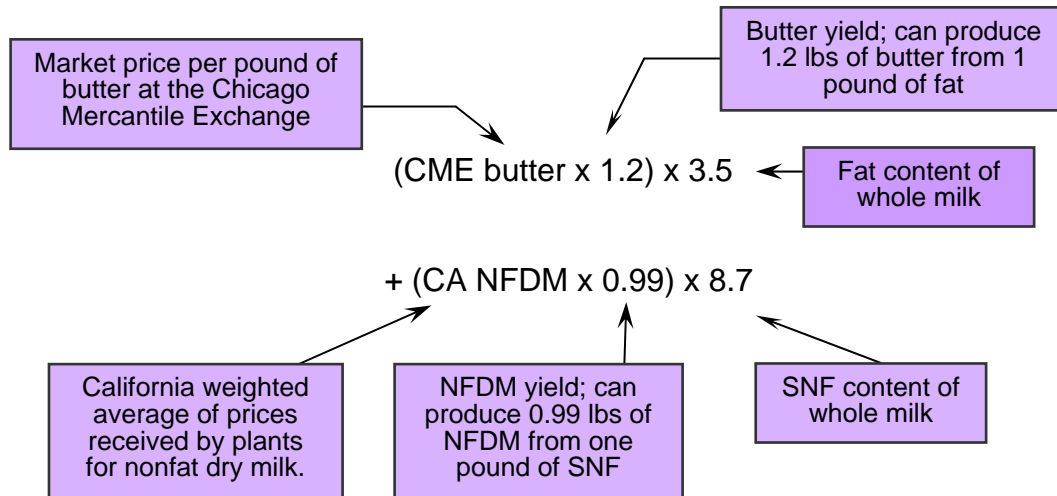 Market price per pound of
butter at the Chicago
Mercantile Exchange
Butter yield; can produce
1.2 lbs of butter from 1
pound of fat
(CME butter x 1.2) x 3.5
Fat content of
whole milk
+ (CA NFDM x 0.99) x 8.7
California weighted
average of prices
received by plants
for nonfat dry milk.
NFDM yield; can
produce 0.99 lbs of
NFDM from one
pound of SNF
SNF content of
whole milk